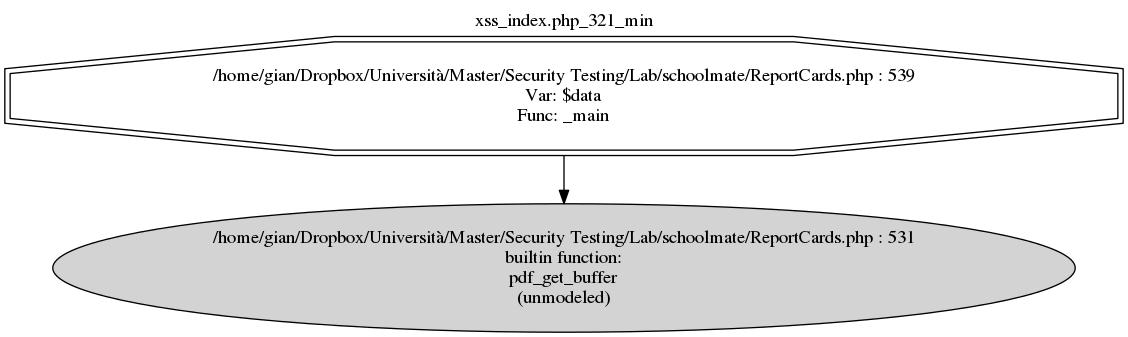 xss_index.php_321_min
/home/gian/Dropbox/Università/Master/Security Testing/Lab/schoolmate/ReportCards.php : 539
Var: $data
Func: _main
/home/gian/Dropbox/Università/Master/Security Testing/Lab/schoolmate/ReportCards.php : 531
builtin function:
pdf_get_buffer
(unmodeled)